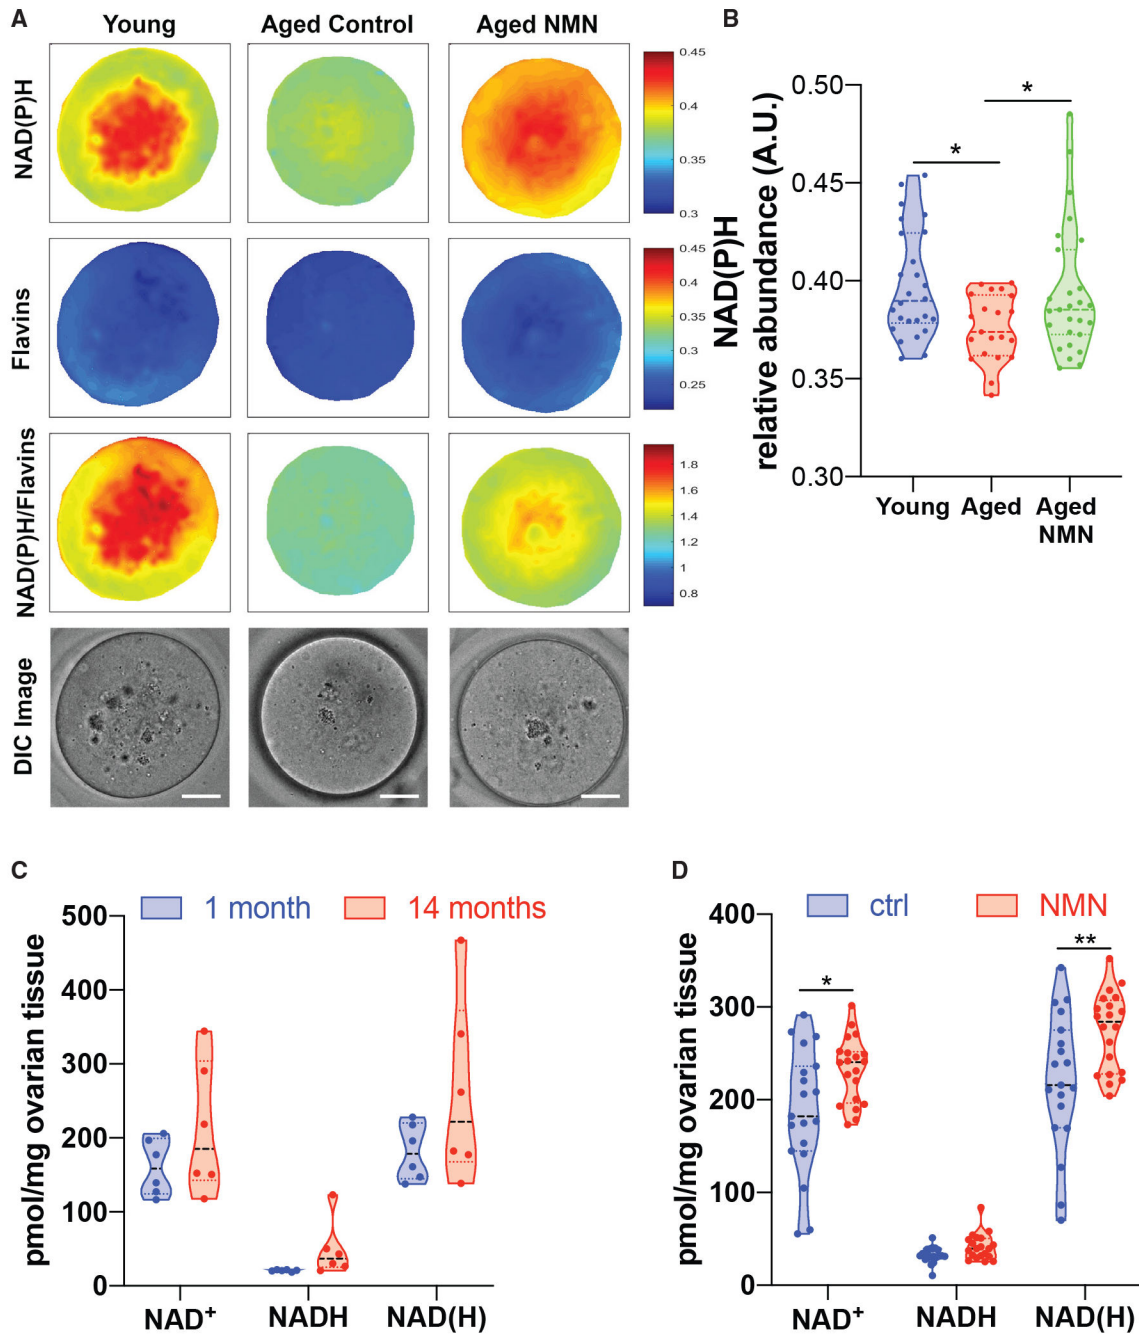 A
Young
Aged Control
Aged NMN
NAD(P)H
0.45
0.4
0.35
0.3
Flavins
0.45
0.4
0.35
0.3
0.25
NAD(P)H/Flavins
1.8
1.6
1.4
1.2
1
0.8
DIC Image
B
NAD(P)H
relative abundance (A.U.)
0.50
0.45
0.40
0.35
0.30
*
*
Young
Aged
Aged
NMN
C
1 month
14 months
pmol/mg ovarian tissue
500
400
300
200
100
0
NAD+
NADH
NAD(H)
D
ctrl
NMN
pmol/mg ovarian tissue
400
300
200
100
0
*
**
NAD+
NADH
NAD(H)